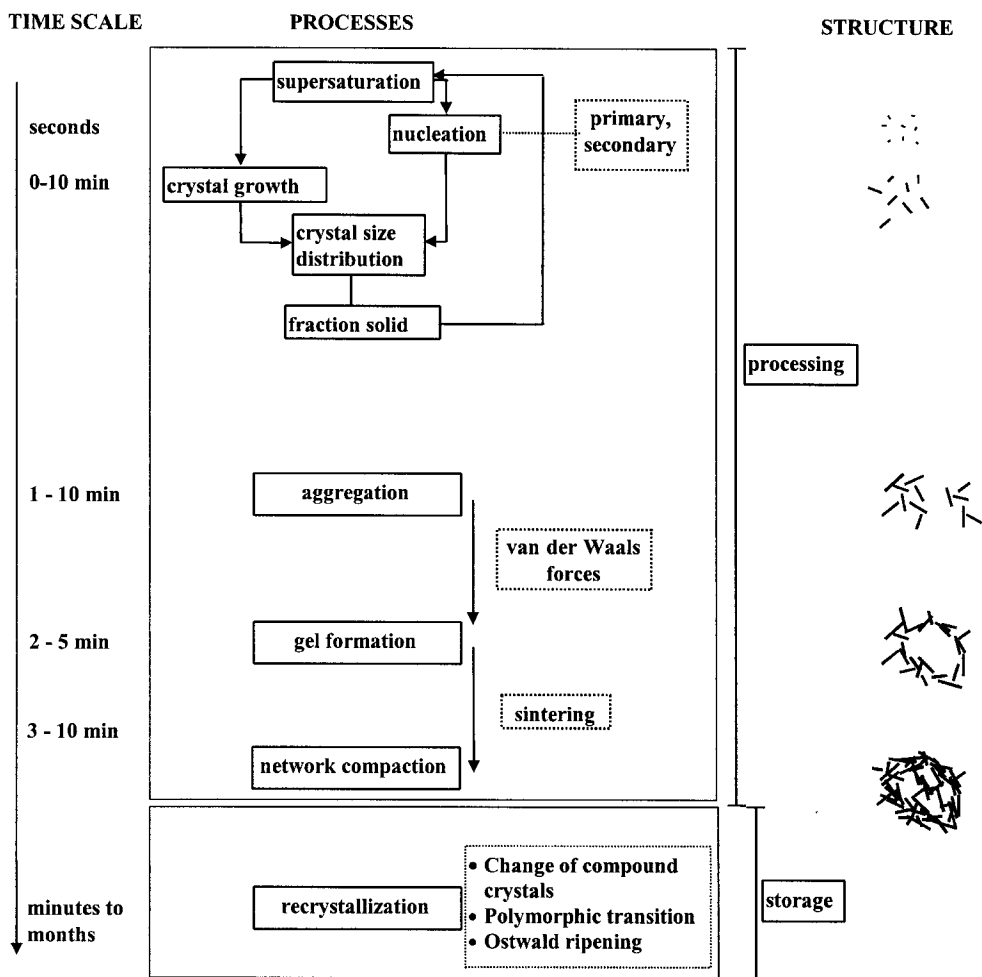 TIME SCALE
PROCESSES
STRUCTURE
supersaturation
seconds
nucleation
primary,
secondary
0-10 min
crystal growth
crystal size
distribution
fraction solid
processing
1 - 10 min
aggregation
van der Waals
forces
2 - 5 min
gel formation
sintering
3 - 10 min
network compaction
• Change of compound
crystals
• Polymorphic transition
• Ostwald ripening
recrystallization
storage
minutes to
months